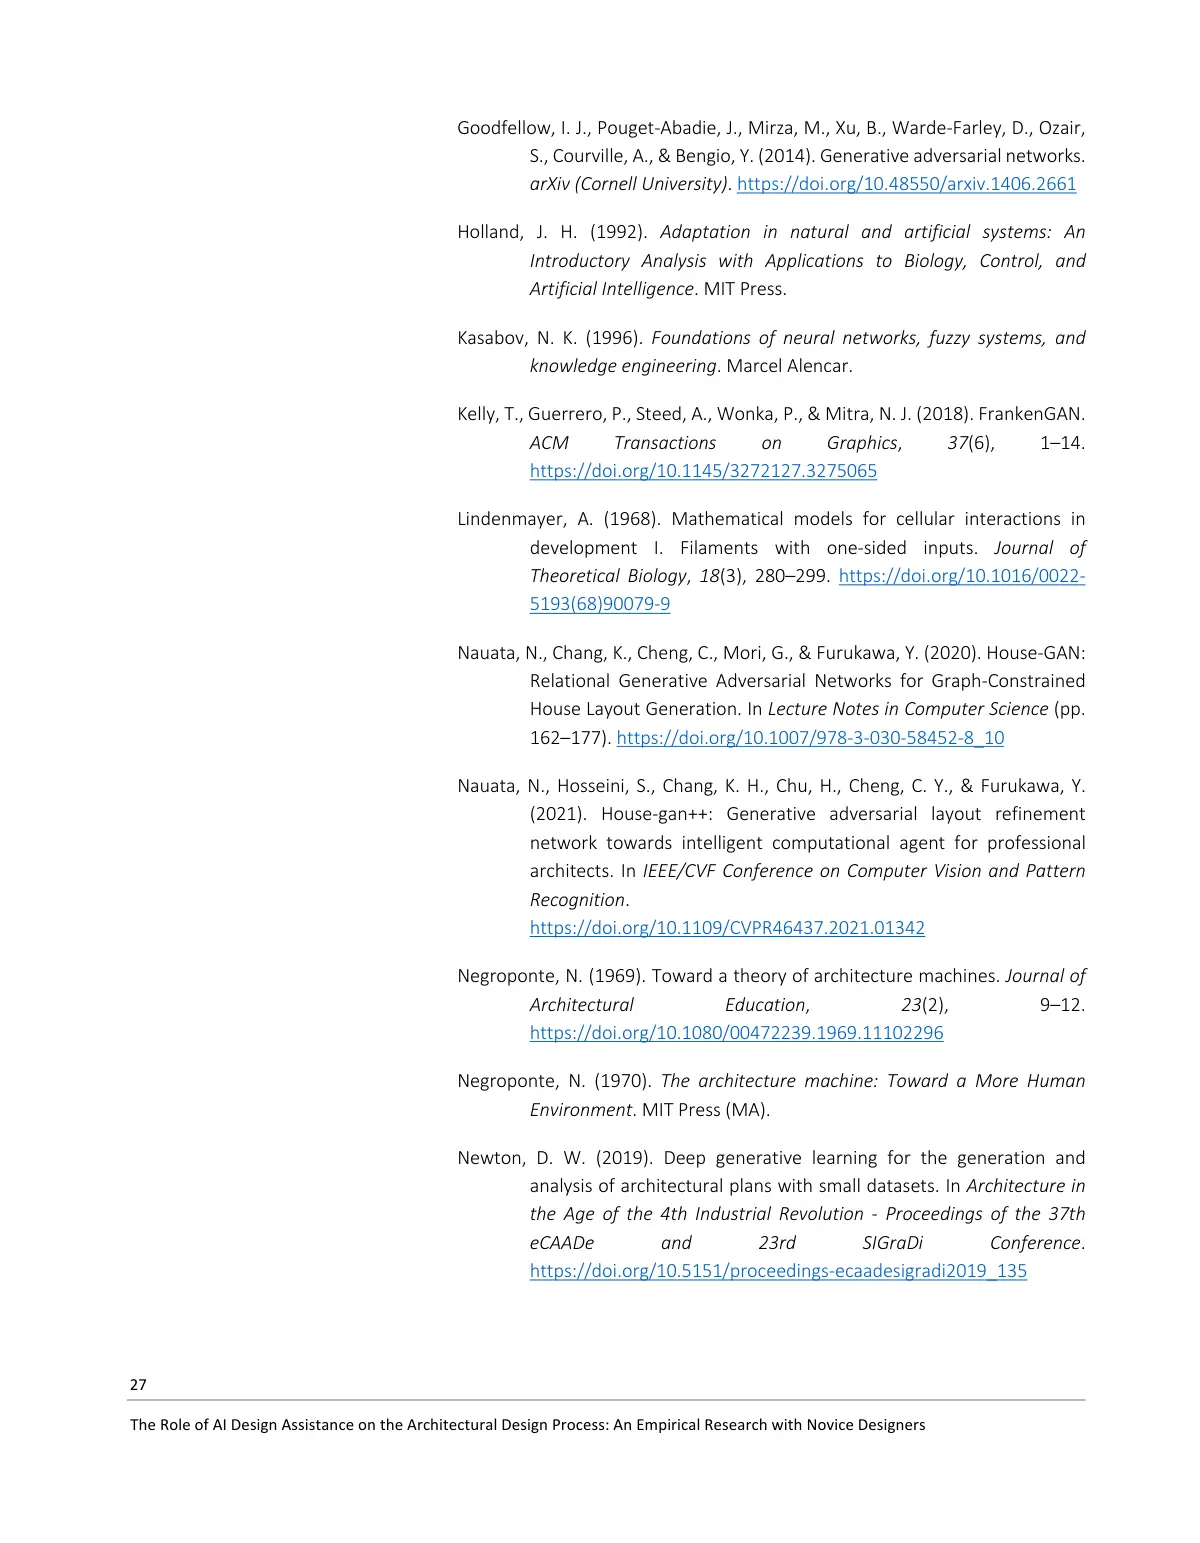 Goodfellow, I. J., Pouget-Abadie, J., Mirza, M., Xu, B., Warde-Farley, D., Ozair,
S., Courville, A., & Bengio, Y. (2014). Generative adversarial networks.
arXiv (Cornell University). https://doi.org/10.48550/arxiv.1406.2661
Holland, J. H. (1992). Adaptation in natural and artificial systems: An
Introductory Analysis with Applications to Biology, Control, and
Artificial Intelligence. MIT Press.
Kasabov, N. K. (1996). Foundations of neural networks, fuzzy systems, and
knowledge engineering. Marcel Alencar.
Kelly, T., Guerrero, P., Steed, A., Wonka, P., & Mitra, N. J. (2018). FrankenGAN.
ACM Transactions on Graphics, 37(6), 1–14.
https://doi.org/10.1145/3272127.3275065
Lindenmayer, A. (1968). Mathematical models for cellular interactions in
development I. Filaments with one-sided inputs. Journal of
Theoretical Biology, 18(3), 280–299. https://doi.org/10.1016/0022-
5193(68)90079-9
Nauata, N., Chang, K., Cheng, C., Mori, G., & Furukawa, Y. (2020). House-GAN:
Relational Generative Adversarial Networks for Graph-Constrained
House Layout Generation. In Lecture Notes in Computer Science (pp.
162–177). https://doi.org/10.1007/978-3-030-58452-8_10
Nauata, N., Hosseini, S., Chang, K. H., Chu, H., Cheng, C. Y., & Furukawa, Y.
(2021). House-gan++: Generative adversarial layout refinement
network towards intelligent computational agent for professional
architects. In IEEE/CVF Conference on Computer Vision and Pattern
Recognition.
https://doi.org/10.1109/CVPR46437.2021.01342
Negroponte, N. (1969). Toward a theory of architecture machines. Journal of
Architectural Education, 23(2), 9–12.
https://doi.org/10.1080/00472239.1969.11102296
Negroponte, N. (1970). The architecture machine: Toward a More Human
Environment. MIT Press (MA).
Newton, D. W. (2019). Deep generative learning for the generation and
analysis of architectural plans with small datasets. In Architecture in
the Age of the 4th Industrial Revolution - Proceedings of the 37th
eCAADe and 23rd SIGraDi Conference.
https://doi.org/10.5151/proceedings-ecaadesigradi2019_135
27
The Role of AI Design Assistance on the Architectural Design Process: An Empirical Research with Novice Designers